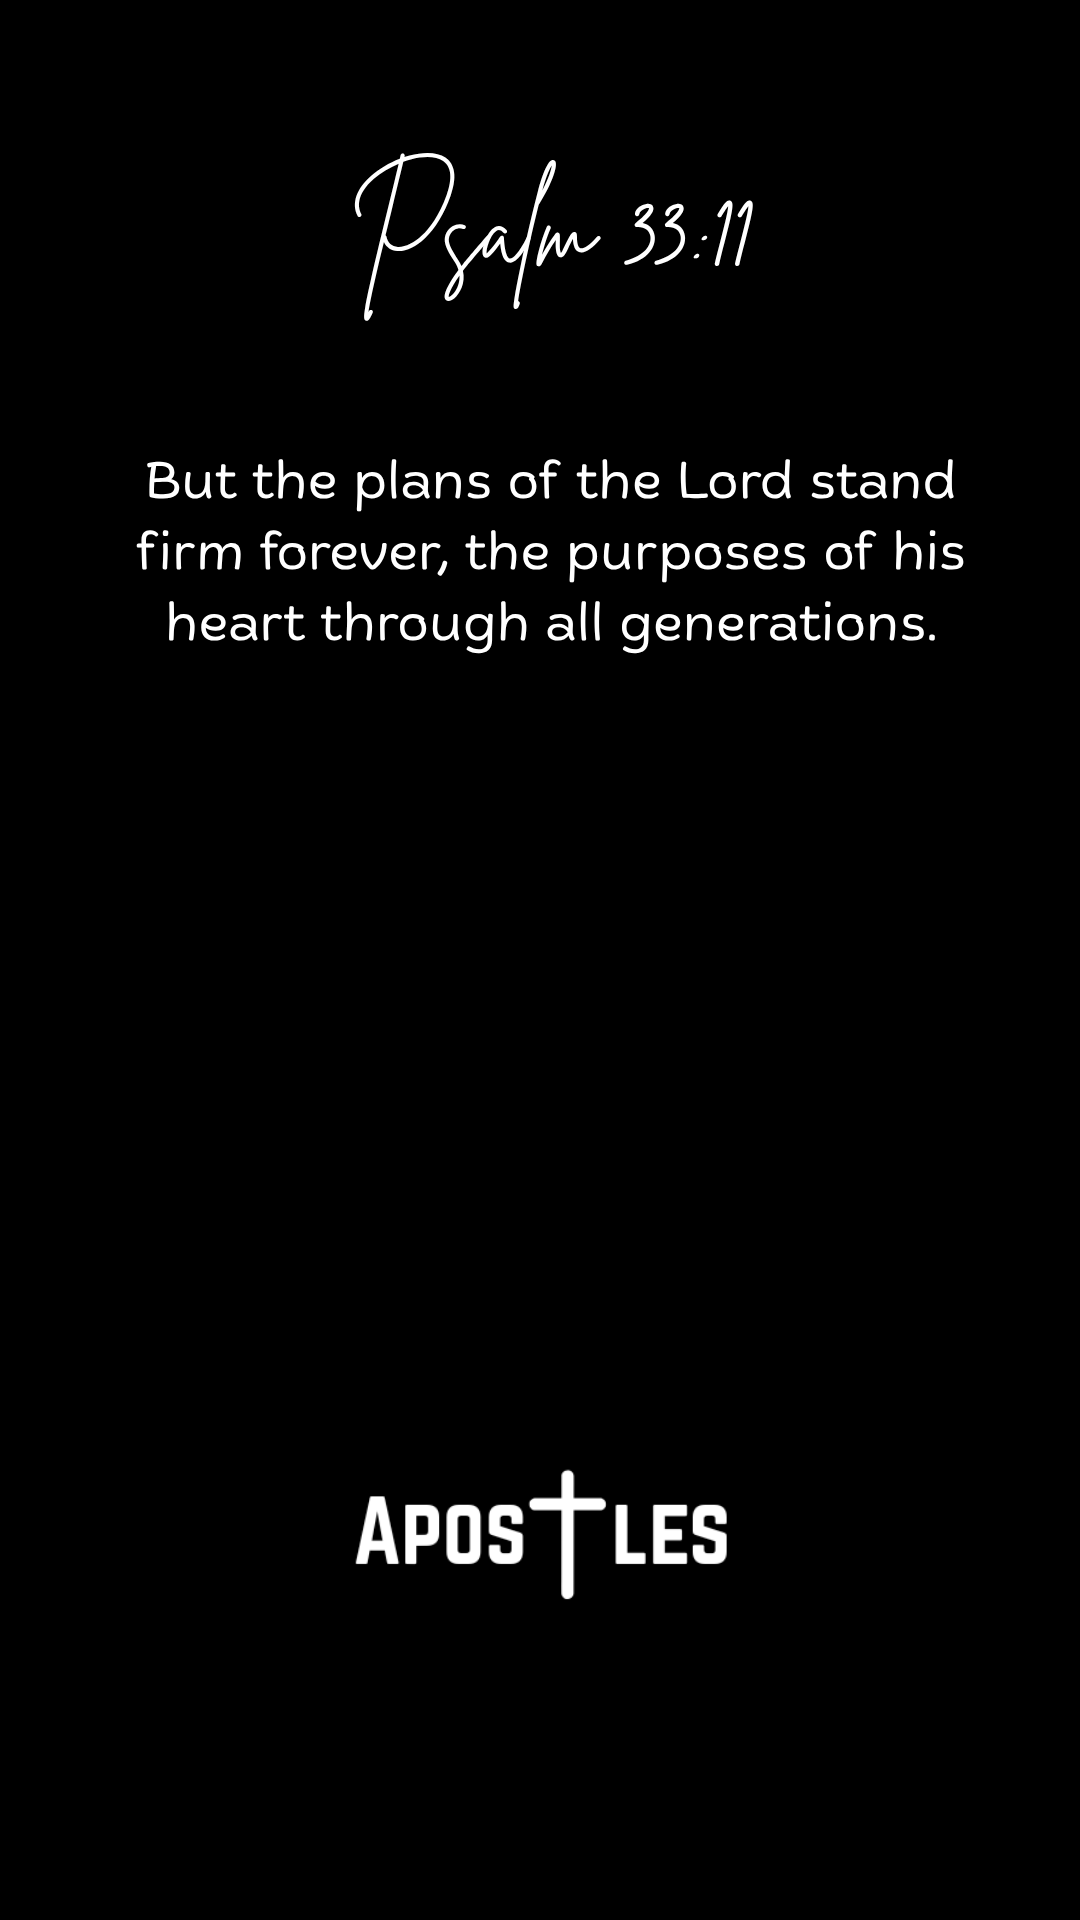 Psalm 33:11
But the plans of the Lord stand
firm forever, the purposes of his
heart through all generations.
APOSTLES